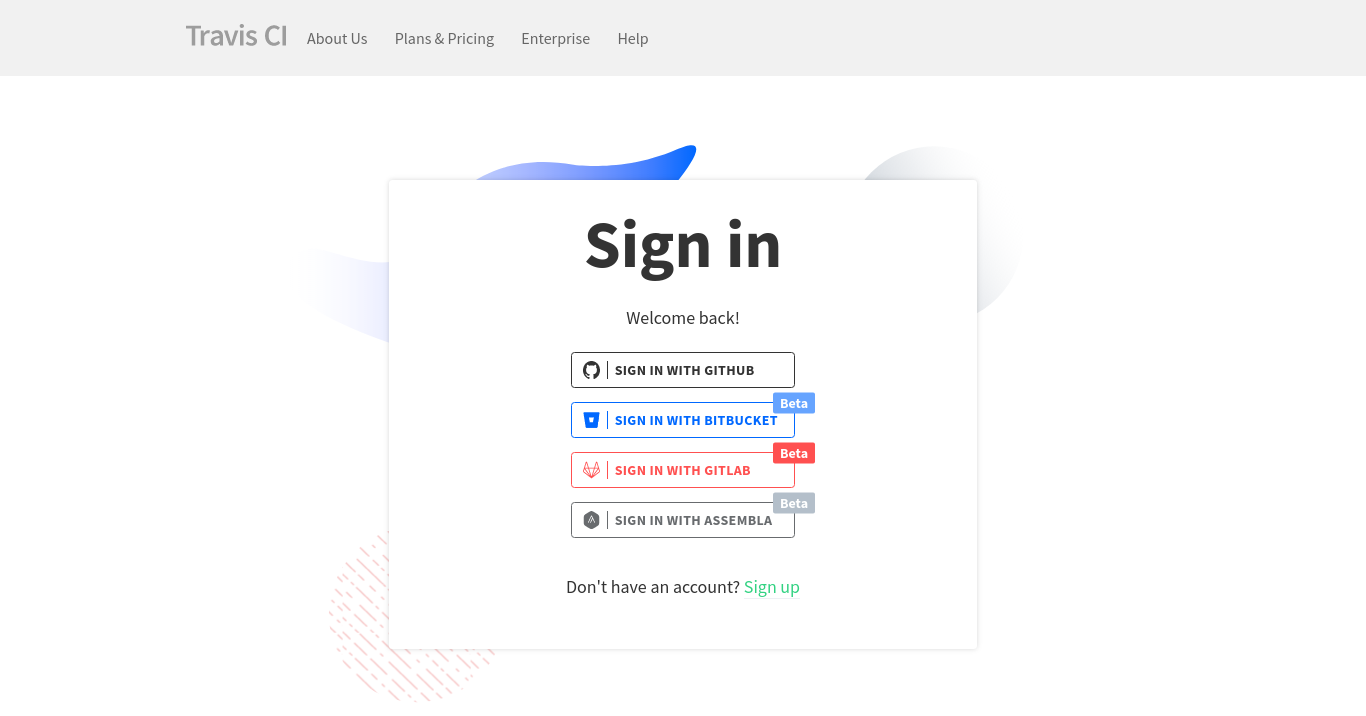 Travis CI About Us Plans & Pricing Enterprise Help
Sign in
Welcome back!
SIGN IN WITH GITHUB
Beta
SIGN IN WITH BITBUCKET
Beta
SIGN IN WITH GITLAB
Beta
SIGN IN WITH ASSEMBLA
Don't have an account? Sign up